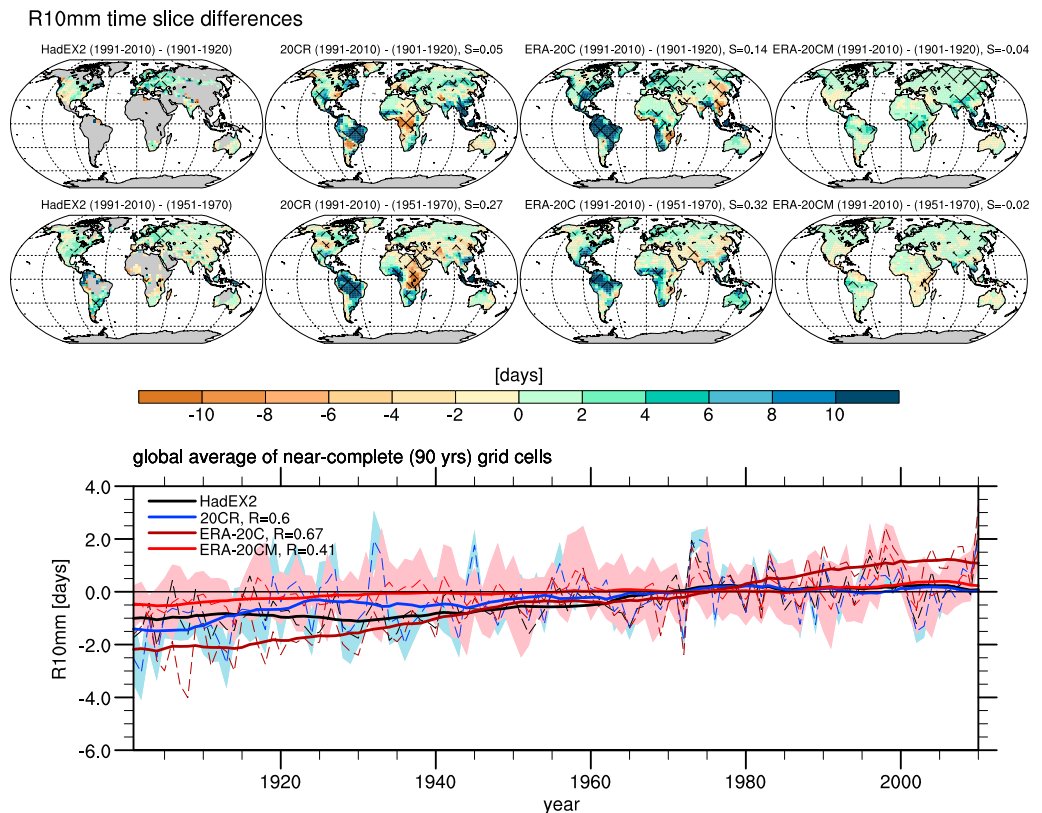 R10mm time slice differences
HadEX2 (1991-2010) - (1901-1920)
20CR (1991-2010) - (1901-1920), S=0.05
ERA-20C (1991-2010) - (1901-1920), S=0.14
ERA-20CM (1991-2010) - (1901-1920), S=-0.04
HadEX2 (1991-2010) - (1951-1970)
20CR (1991-2010) - (1951-1970), S=0.27
ERA-20C (1991-2010) - (1951-1970), S=0.32
ERA-20CM (1991-2010) - (1951-1970), S=-0.02
[days]
-10 -8 -6 -4 -2 0 2 4 6 8 10
global average of near-complete (90 yrs) grid cells
HadEX2
20CR, R=0.6
ERA-20C, R=0.67
ERA-20CM, R=0.41
R10mm [days]
4.0
2.0
0.0
-2.0
-4.0
-6.0
1920 1940 1960 1980 2000
year